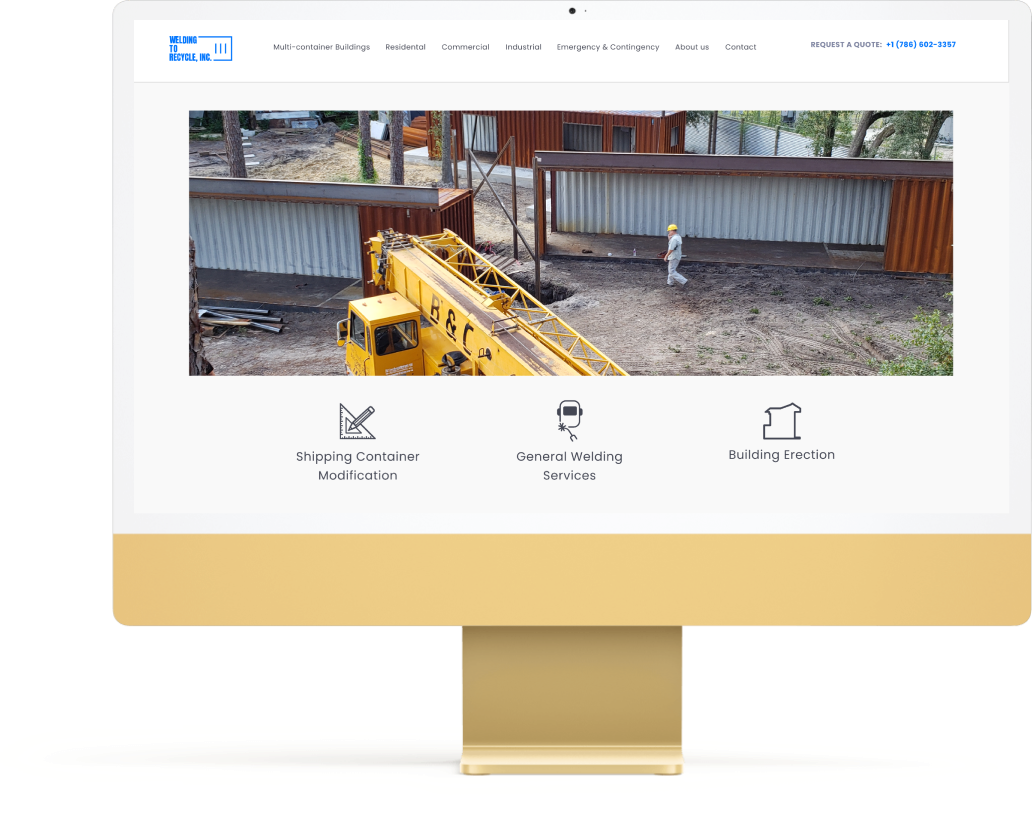 WELDING
TO
RECYCLE, INC.
Multi-container Buildings Residental Commercial Industrial Emergency & Contingency About us Contact
REQUEST A QUOTE: +1 (786) 602-3357
B & C
Shipping Container
Modification
General Welding
Services
Building Erection